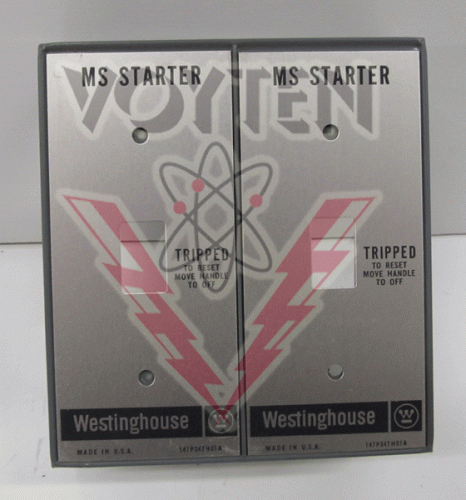 VOYTEN
MS STARTER
TRIPPED
TO RESET
MOVE HANDLE
TO OFF
Westinghouse
W
MADE IN U.S.A.
MS STARTER
TRIPPED
TO RESET
MOVE HANDLE
TO OFF
Westinghouse
W
MADE IN U.S.A.